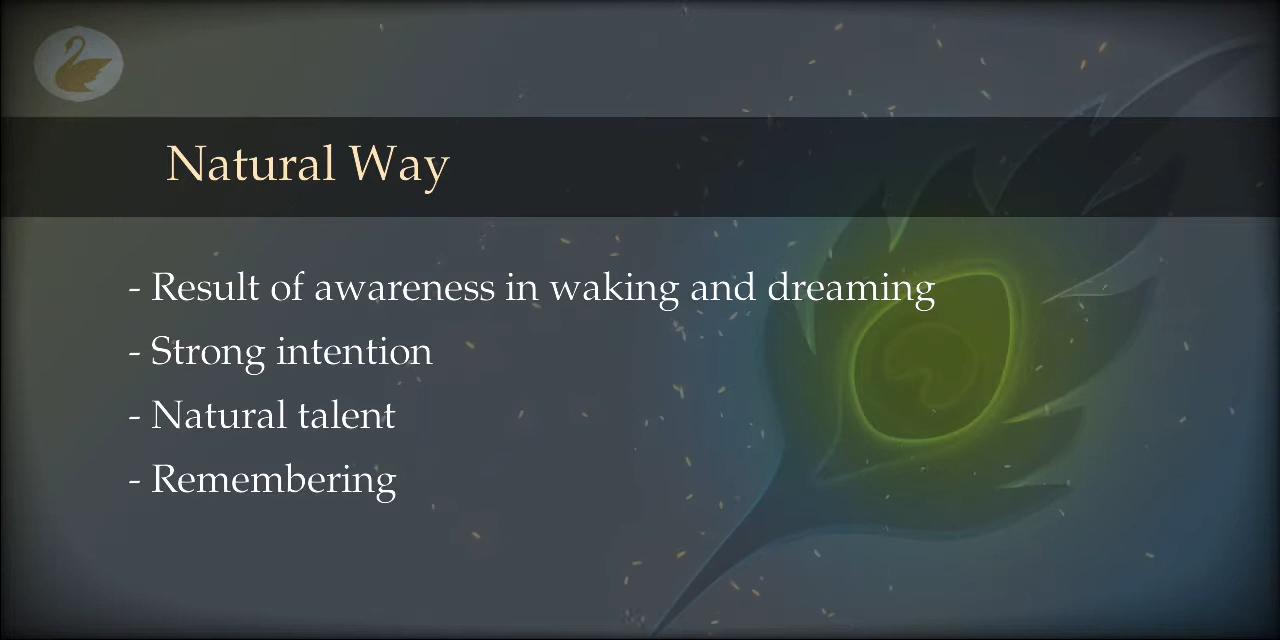 Natural Way
- Result of awareness in waking and dreaming
- Strong intention
- Natural talent
- Remembering